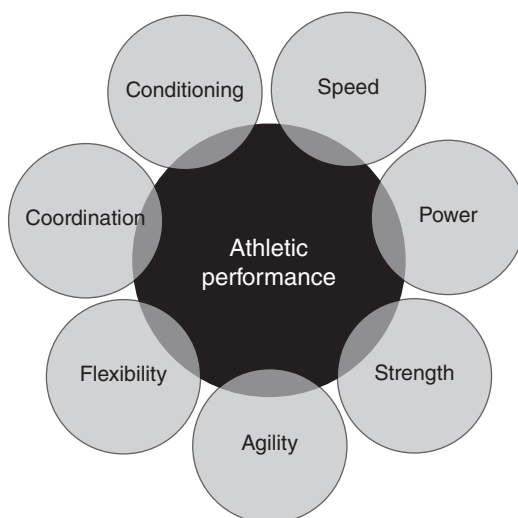 Conditioning
Speed
Coordination
Power
Athletic
performance
Flexibility
Strength
Agility